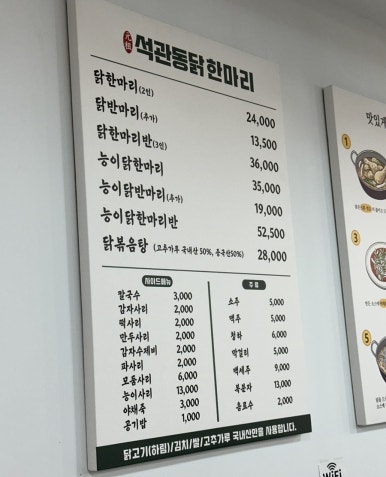 元祖 석관동닭한마리
닭한마리(2인) 24,000
닭반마리(추가) 13,500
닭한마리반(3인) 36,000
능이닭한마리 35,000
능이닭반마리(추가) 19,000
능이닭한마리반 52,500
닭볶음탕 (고추가루 국내산 50%, 중국산50%) 28,000
사이드메뉴
칼국수 3,000
감자사리 2,000
떡사리 2,000
만두사리 2,000
감자수제비 2,000
파사리 2,000
모듬사리 6,000
능이사리 13,000
야채죽 3,000
공기밥 1,000
주류
소주 5,000
맥주 5,000
청하 6,000
막걸리 5,000
백세주 9,000
복분자 13,000
음료수 2,000
닭고기(하림)/김치/쌀/고추가루 국내산만을 사용합니다.
맛있게
1
3
5
WiFi